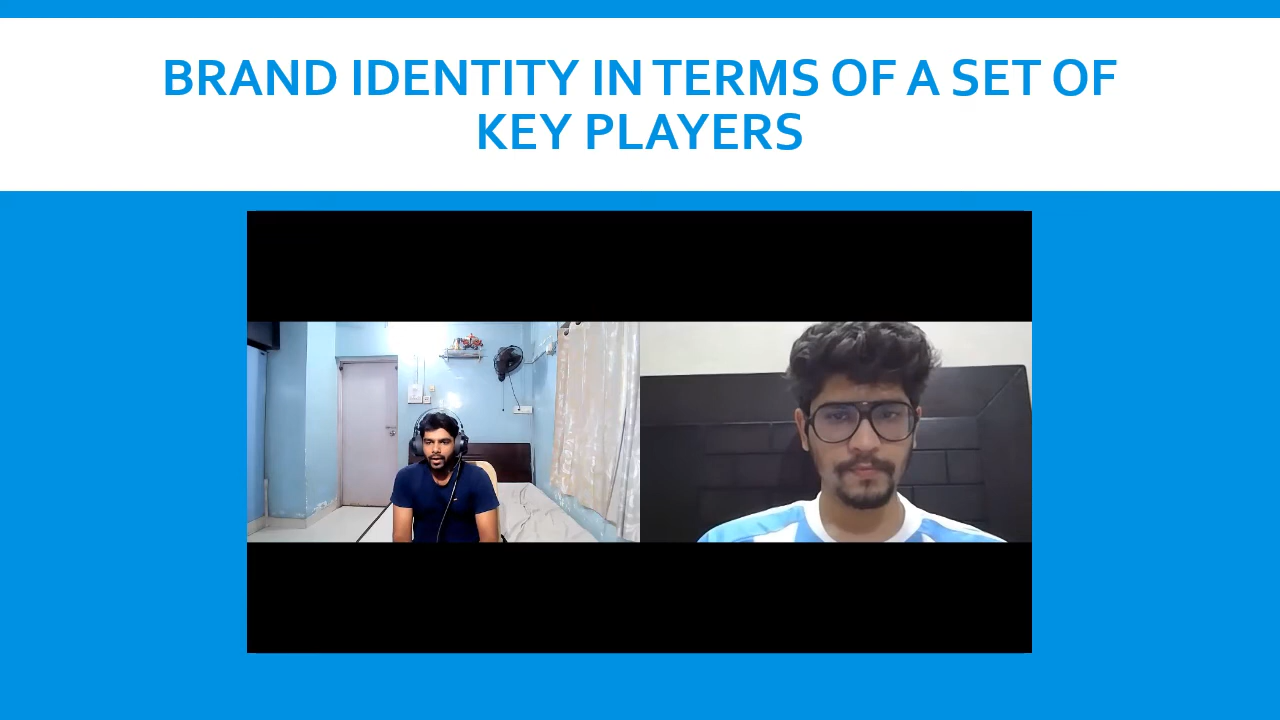 BRAND IDENTITY IN TERMS OF A SET OF
KEY PLAYERS